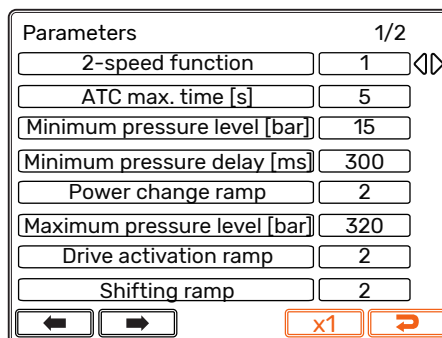 Parameters 1/2
2-speed function 1
ATC max. time [s] 5
Minimum pressure level [bar] 15
Minimum pressure delay [ms] 300
Power change ramp 2
Maximum pressure level [bar] 320
Drive activation ramp 2
Shifting ramp 2
x1